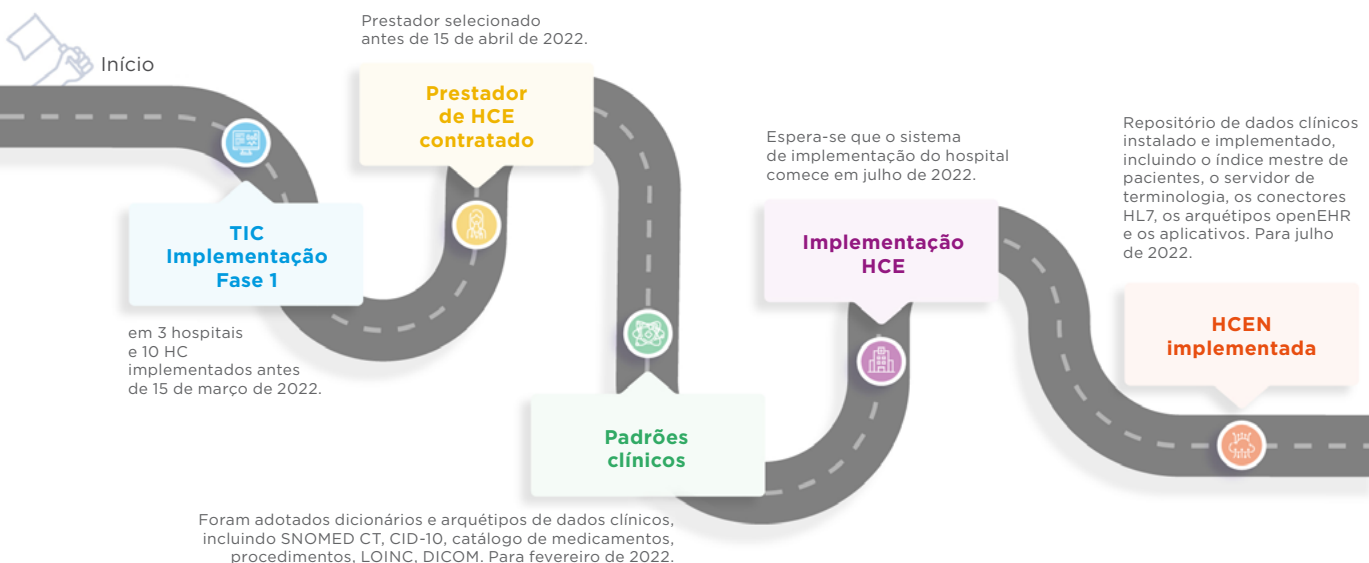 Início
TIC
Implementação
Fase 1
em 3 hospitais
e 10 HC
implementados antes
de 15 de março de 2022.
Prestador selecionado
antes de 15 de abril de 2022.
Prestador
de HCE
contratado
Padrões
clínicos
Foram adotados dicionários e arquétipos de dados clínicos,
incluindo SNOMED CT, CID-10, catálogo de medicamentos,
procedimentos, LOINC, DICOM. Para fevereiro de 2022.
Espera-se que o sistema
de implementação do hospital
comece em julho de 2022.
Implementação
HCE
Repositório de dados clínicos
instalado e implementado,
incluindo o índice mestre de
pacientes, o servidor de
terminologia, os conectores
HL7, os arquétipos openEHR
e os aplicativos. Para julho
de 2022.
HCEN
implementada